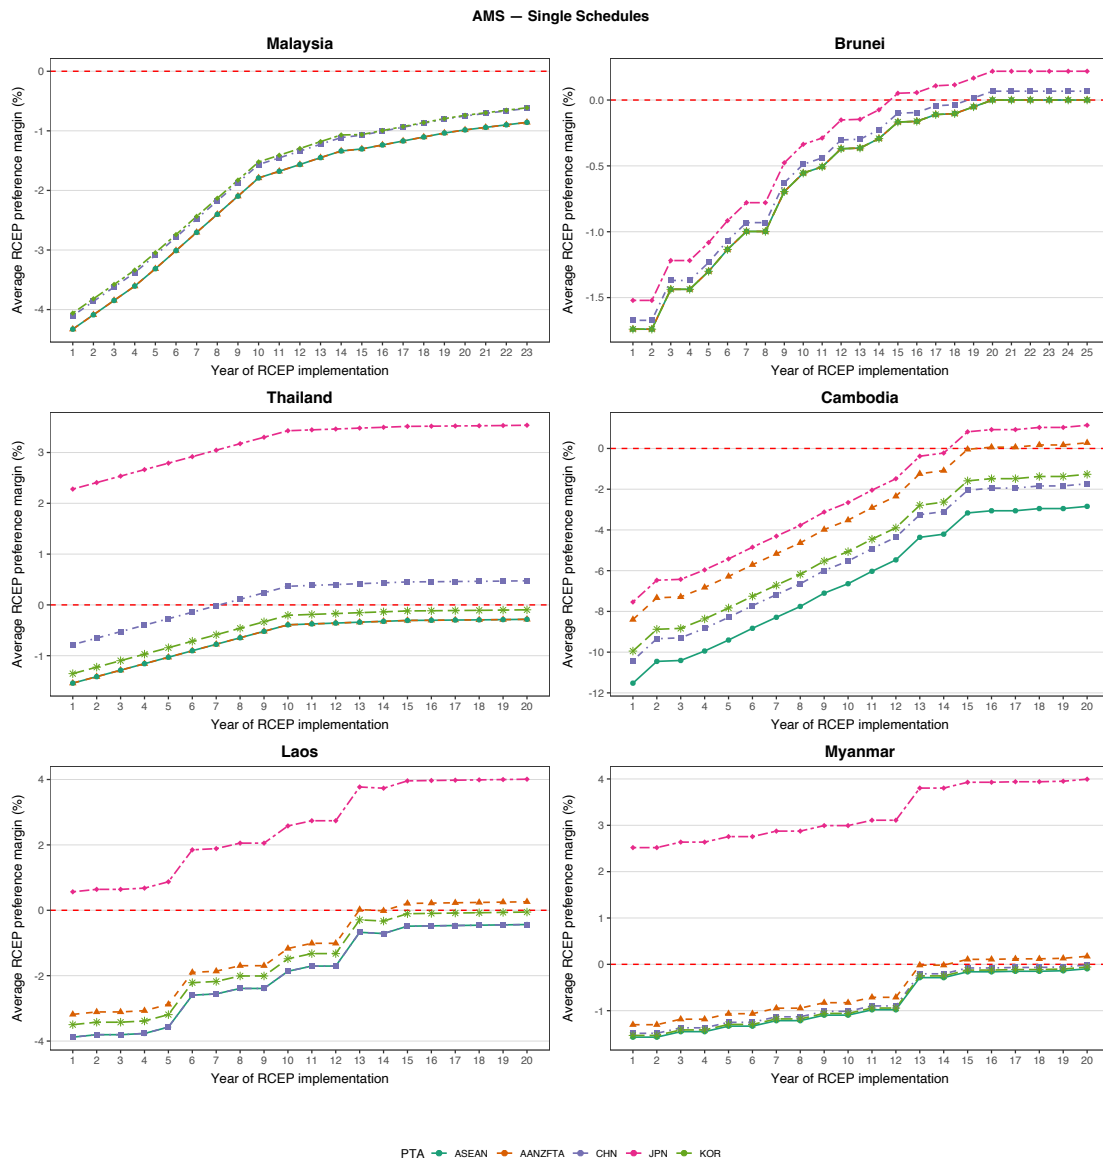 AMS — Single Schedules
Malaysia
Average RCEP preference margin (%)
0
-1
-2
-3
-4
1 2 3 4 5 6 7 8 9 10 11 12 13 14 15 16 17 18 19 20 21 22 23
Year of RCEP implementation
Brunei
Average RCEP preference margin (%)
0.0
-0.5
-1.0
-1.5
1 2 3 4 5 6 7 8 9 10 11 12 13 14 15 16 17 18 19 20 21 22 23 24 25
Year of RCEP implementation
Thailand
Average RCEP preference margin (%)
3
2
1
0
-1
1 2 3 4 5 6 7 8 9 10 11 12 13 14 15 16 17 18 19 20
Year of RCEP implementation
Cambodia
Average RCEP preference margin (%)
0
-2
-4
-6
-8
-10
-12
1 2 3 4 5 6 7 8 9 10 11 12 13 14 15 16 17 18 19 20
Year of RCEP implementation
Laos
Average RCEP preference margin (%)
4
2
0
-2
-4
1 2 3 4 5 6 7 8 9 10 11 12 13 14 15 16 17 18 19 20
Year of RCEP implementation
Myanmar
Average RCEP preference margin (%)
4
3
2
1
0
-1
1 2 3 4 5 6 7 8 9 10 11 12 13 14 15 16 17 18 19 20
Year of RCEP implementation
PTA ASEAN AANZFTA CHN JPN KOR